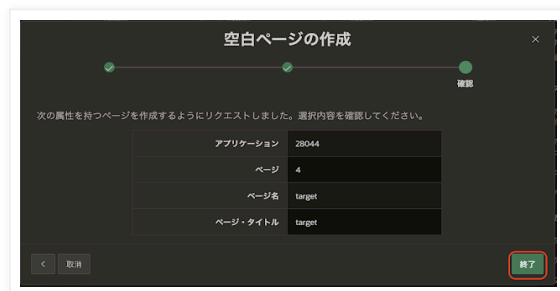 空白ページの作成
確認
次の属性を持つページを作成するようにリクエストしました。選択内容を確認してください。
アプリケーション 28044
ページ 4
ページ名 target
ページ・タイトル target
取消 終了